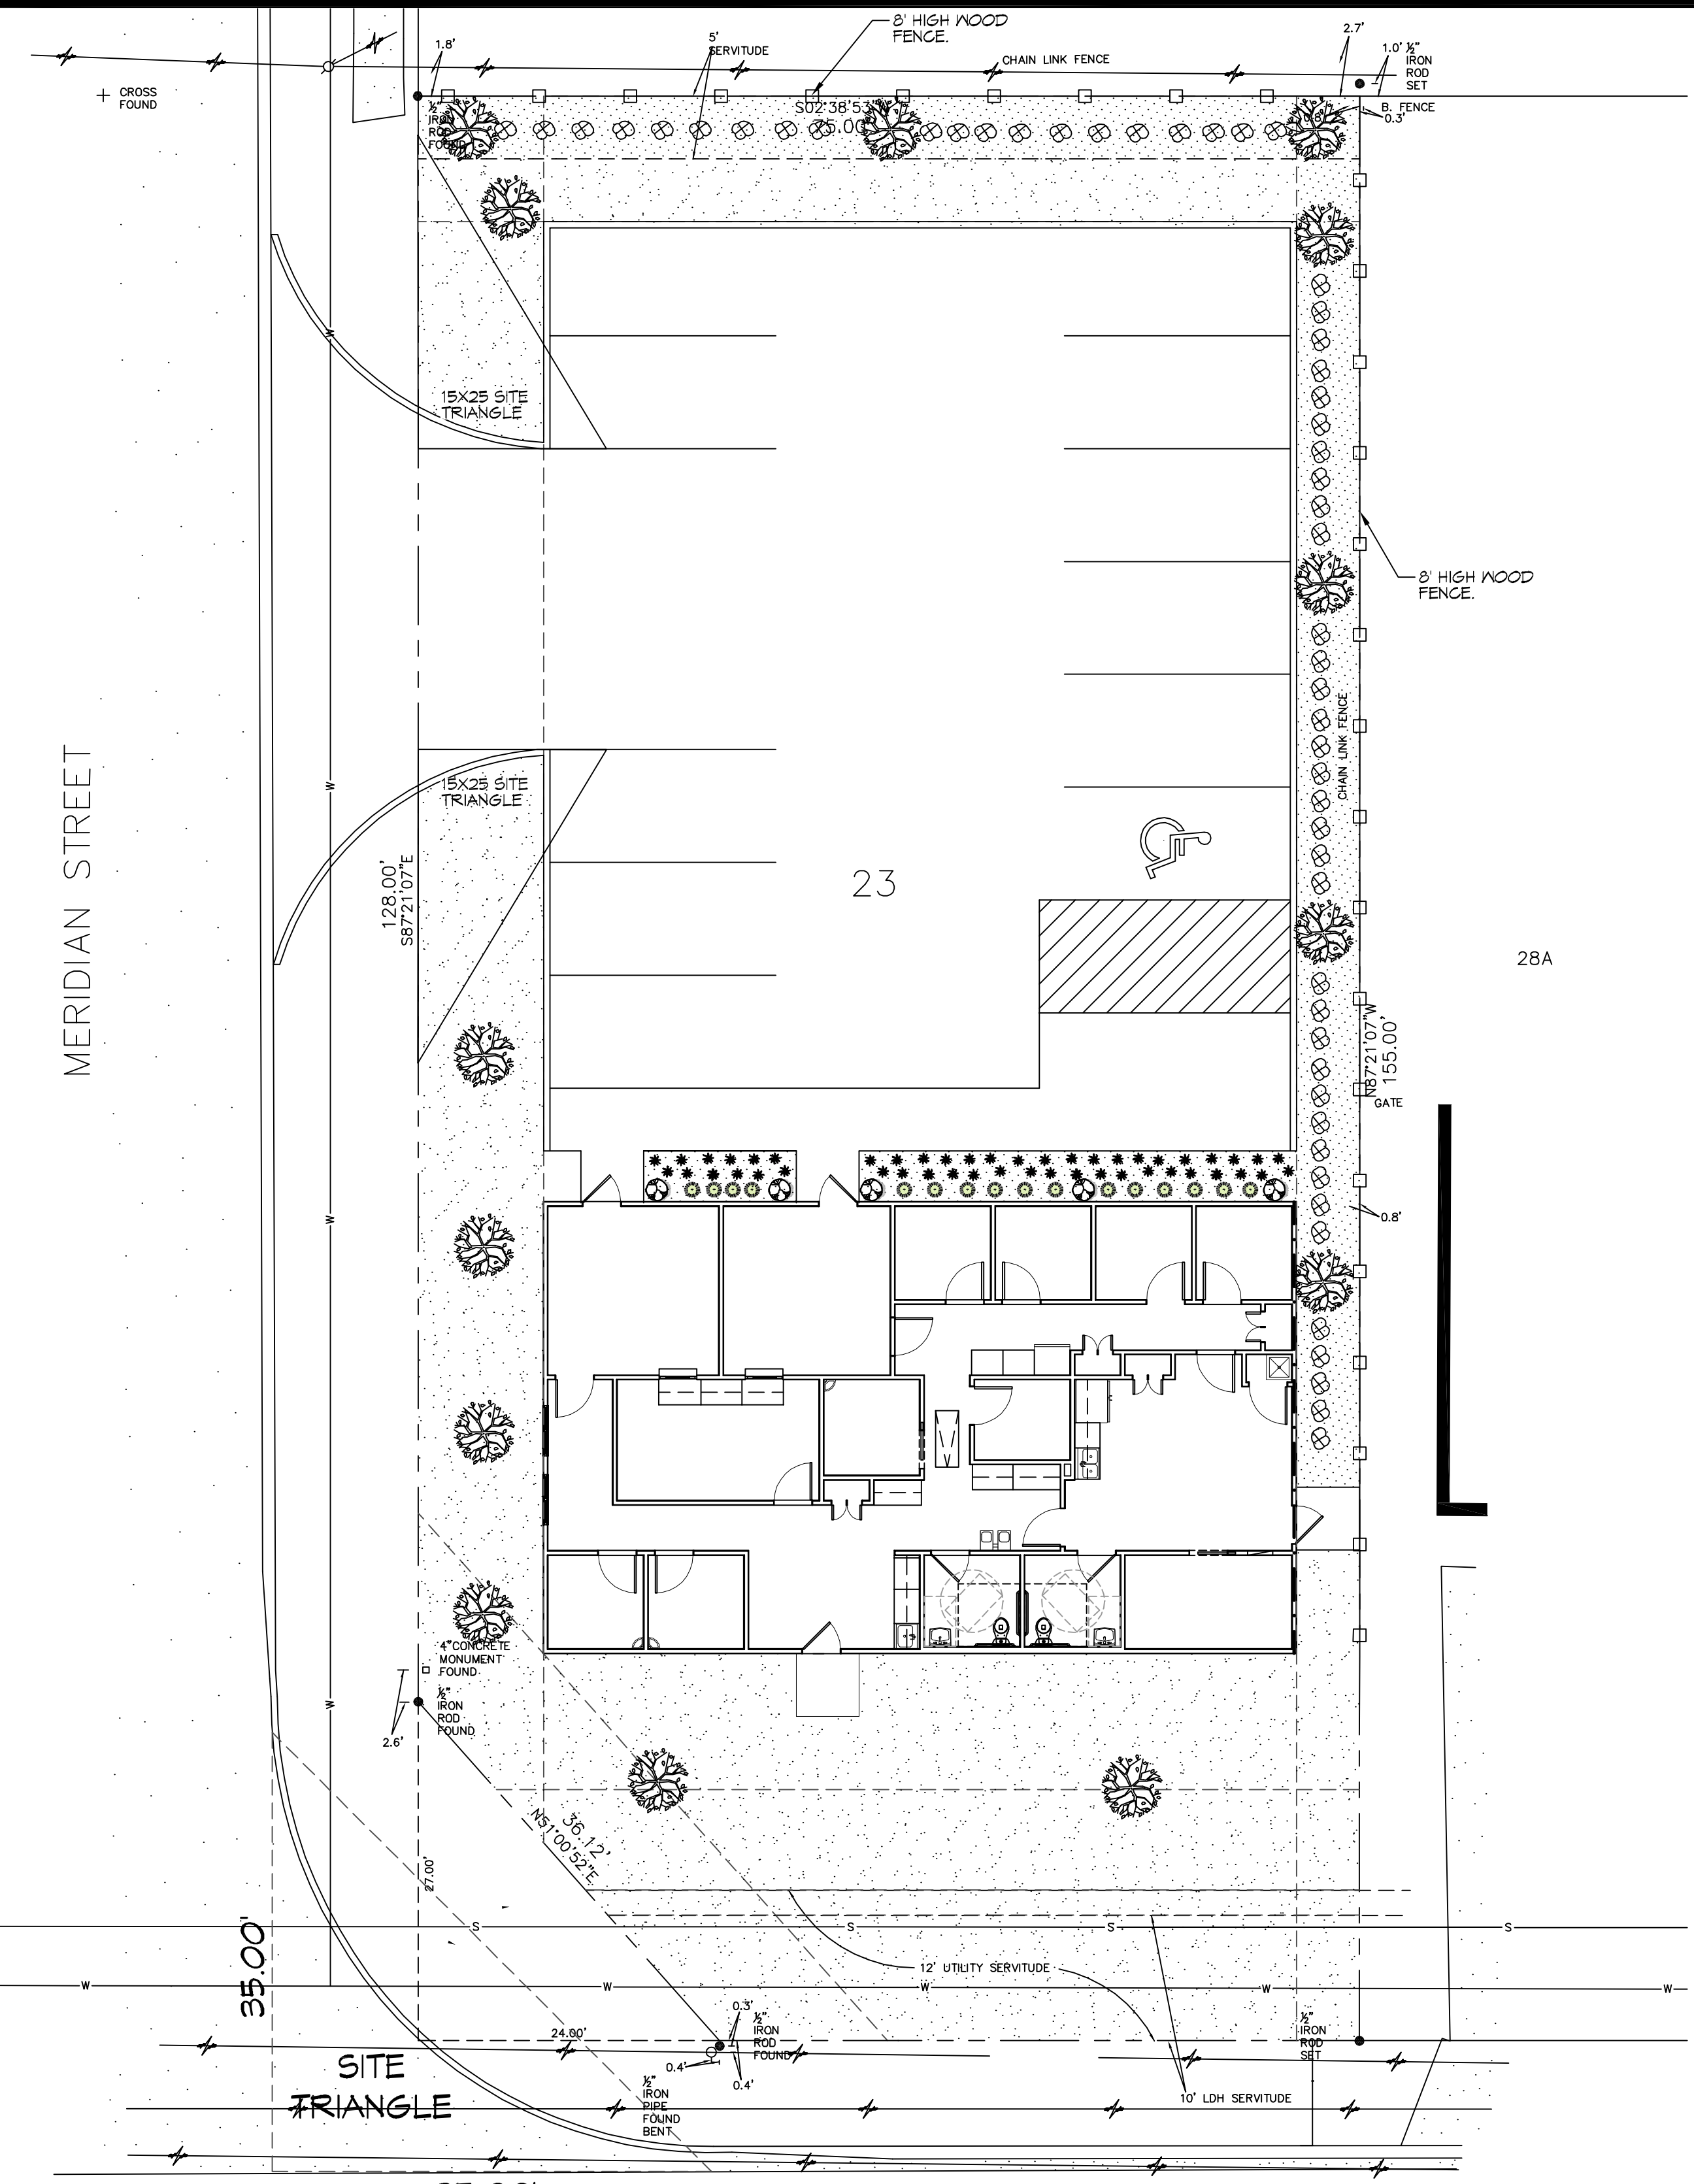 8' HIGH WOOD
FENCE.
2.7'
1.8'
5'
SERVITUDE
CHAIN LINK FENCE
1.0'
½"
IRON
ROD
SET
CROSS
FOUND
½"
IRON
ROD
FOUND
S02°38'53"
75.00'
0.8'
B. FENCE
0.3'
15X25 SITE
TRIANGLE
W
8' HIGH WOOD
FENCE.
CHAIN LINK FENCE
MERIDIAN STREET
15X25 SITE
TRIANGLE
W
128.00'
S87°21'07"E
23
28A
N87°21'07"W
155.00'
GATE
W
0.8'
4"CONCRETE
MONUMENT
FOUND
½"
IRON
ROD
FOUND
W
2.6'
36.12'
N51°00'52"E
27.00'
35.00'
S
S
S
S
12' UTILITY SERVITUDE
W
W
W
W
W
0.3'
½"
IRON
ROD
FOUND
24.00'
0.4'
0.4'
½"
IRON
ROD
SET
SITE
TRIANGLE
½"
IRON
PIPE
FOUND
BENT
10' LDH SERVITUDE